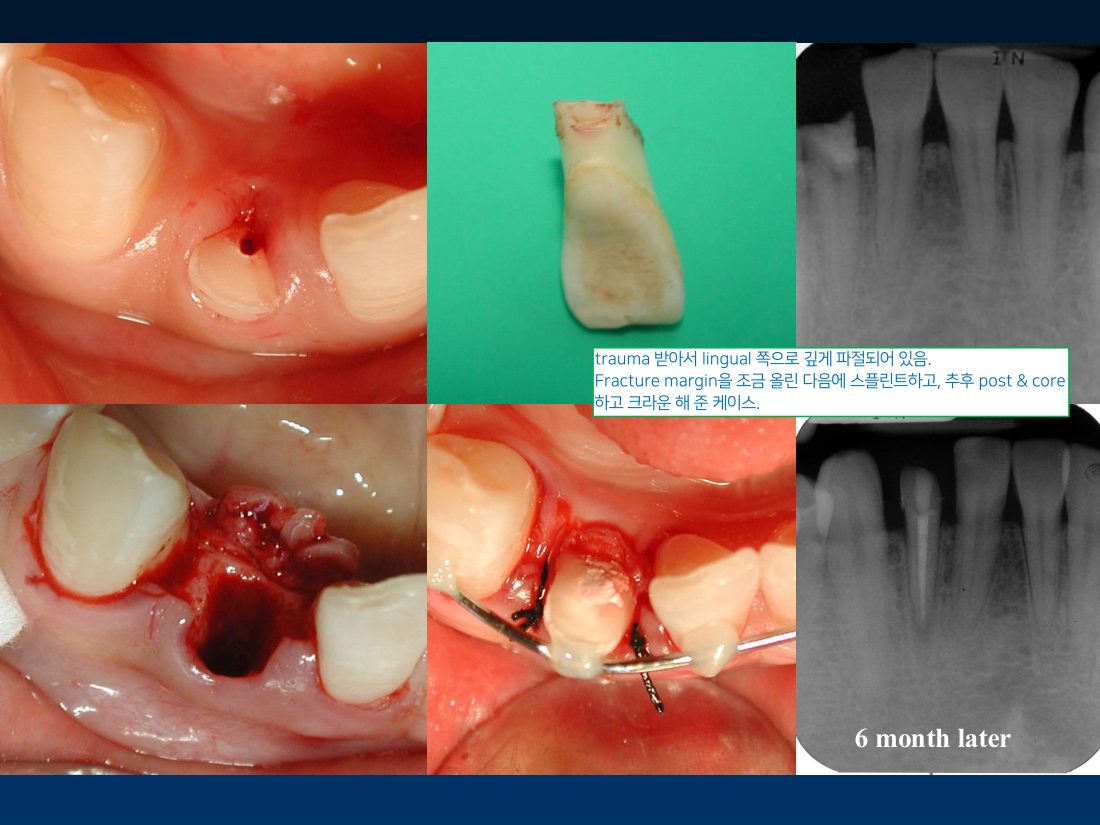 I N
trauma 받아서 lingual 쪽으로 깊게 파절되어 있음.
Fracture margin을 조금 올린 다음에 스플린트하고, 추후 post & core
하고 크라운 해 준 케이스.
6 month later